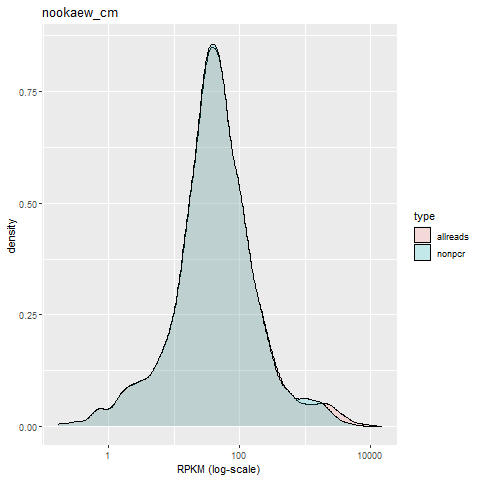 nookaew_cm
0.75
0.50
0.25
0.00
density
1
100
10000
RPKM (log-scale)
type
allreads
nonpcr